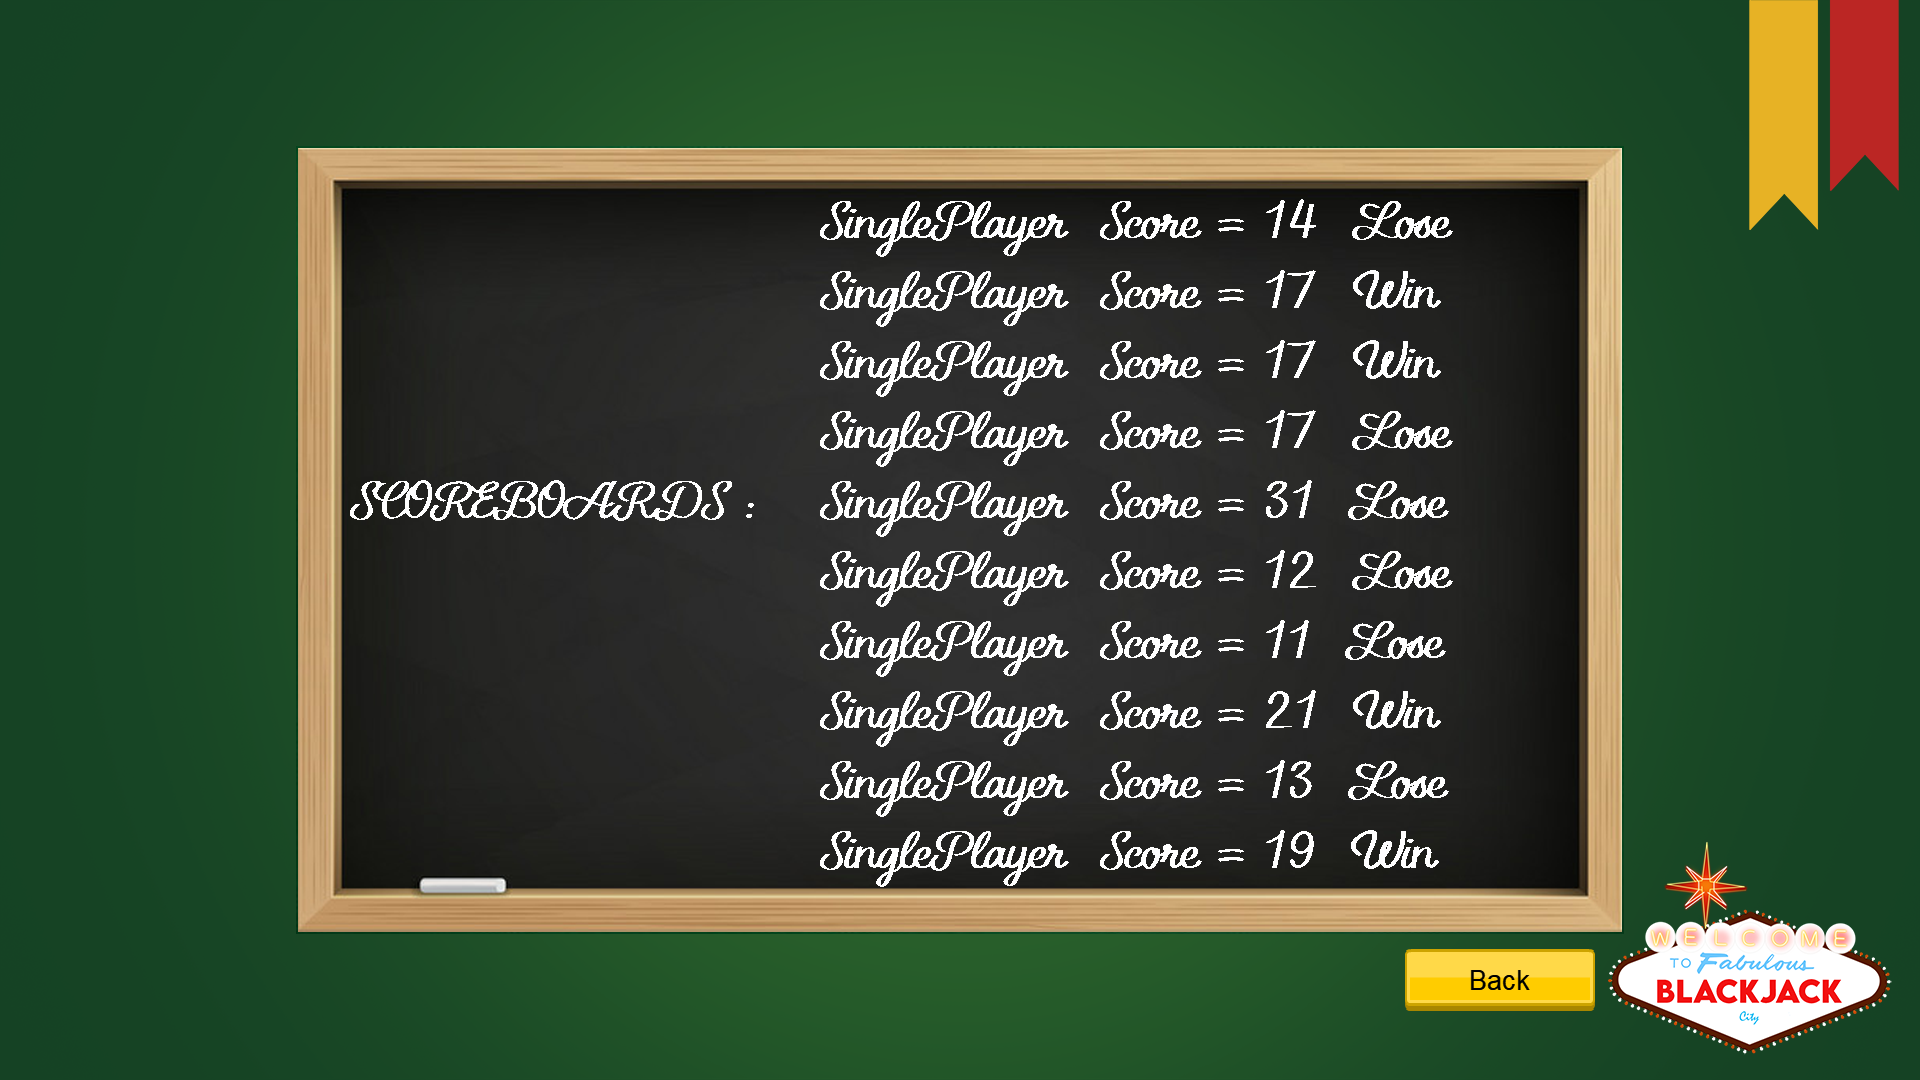 SinglePlayer Score = 14 Lose
SinglePlayer Score = 17 Win
SinglePlayer Score = 17 Win
SinglePlayer Score = 17 Lose
SCOREBOARDS : SinglePlayer Score = 31 Lose
SinglePlayer Score = 12 Lose
SinglePlayer Score = 11 Lose
SinglePlayer Score = 21 Win
SinglePlayer Score = 13 Lose
SinglePlayer Score = 19 Win
Back
WELCOME
TO Fabulous
BLACKJACK
City